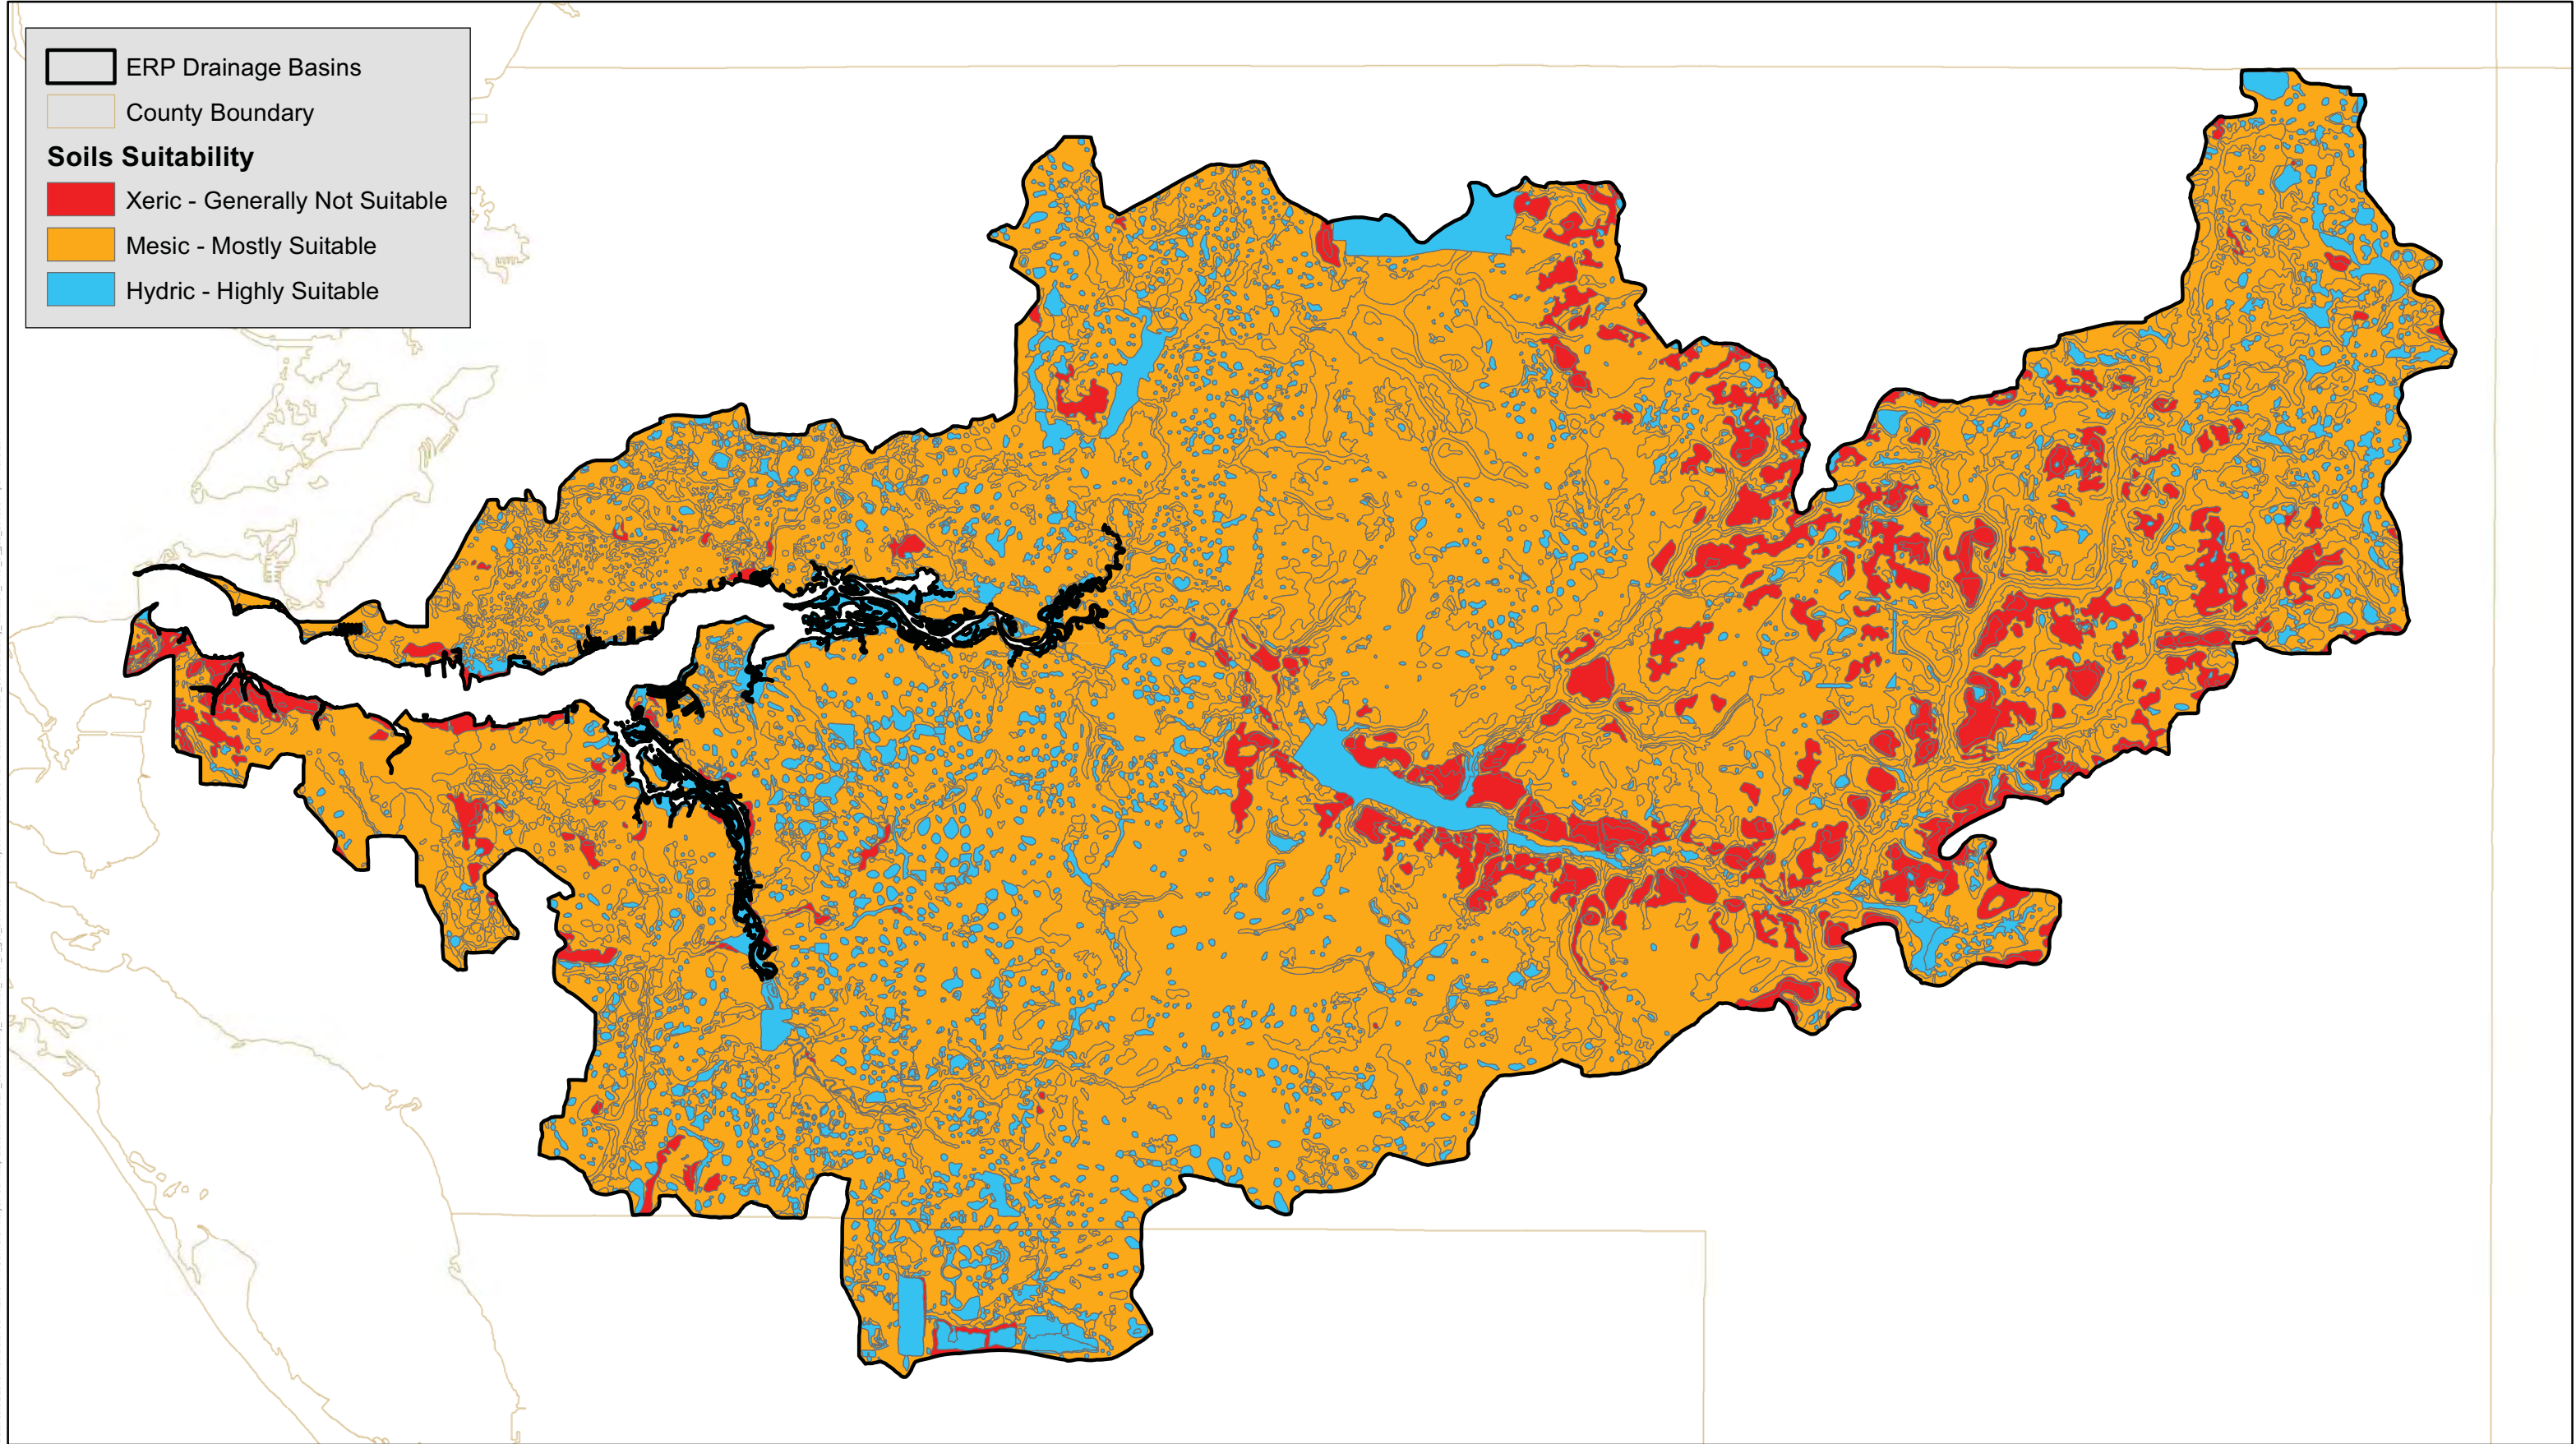 ERP Drainage Basins
County Boundary
Soils Suitability
Xeric - Generally Not Suitable
Mesic - Mostly Suitable
Hydric - Highly Suitable